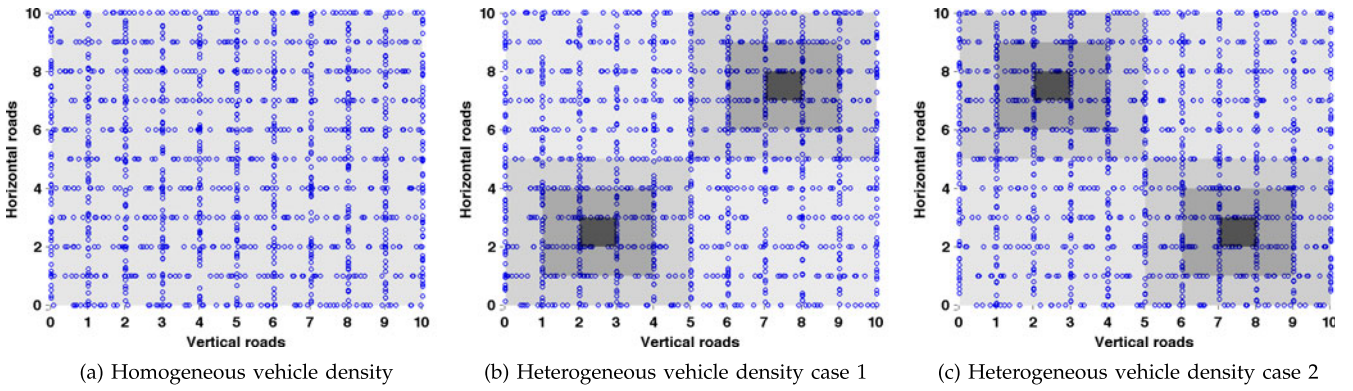 10 10 10
8 8 8
6 6 6
4 4 4
2 2 2
0 0 0
Horizontal roads Horizontal roads Horizontal roads
0 1 2 3 4 5 6 7 8 9 10 0 1 2 3 4 5 6 7 8 9 10 0 1 2 3 4 5 6 7 8 9 10
Vertical roads Vertical roads Vertical roads
(a) Homogeneous vehicle density (b) Heterogeneous vehicle density case 1 (c) Heterogeneous vehicle density case 2